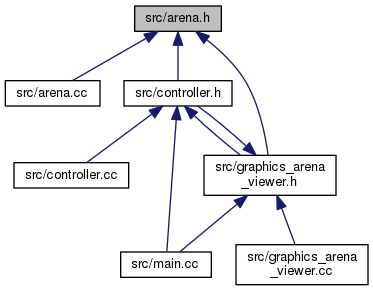 src/arena.h
src/arena.cc
src/controller.h
src/controller.cc
src/graphics_arena
_viewer.h
src/main.cc
src/graphics_arena
_viewer.cc